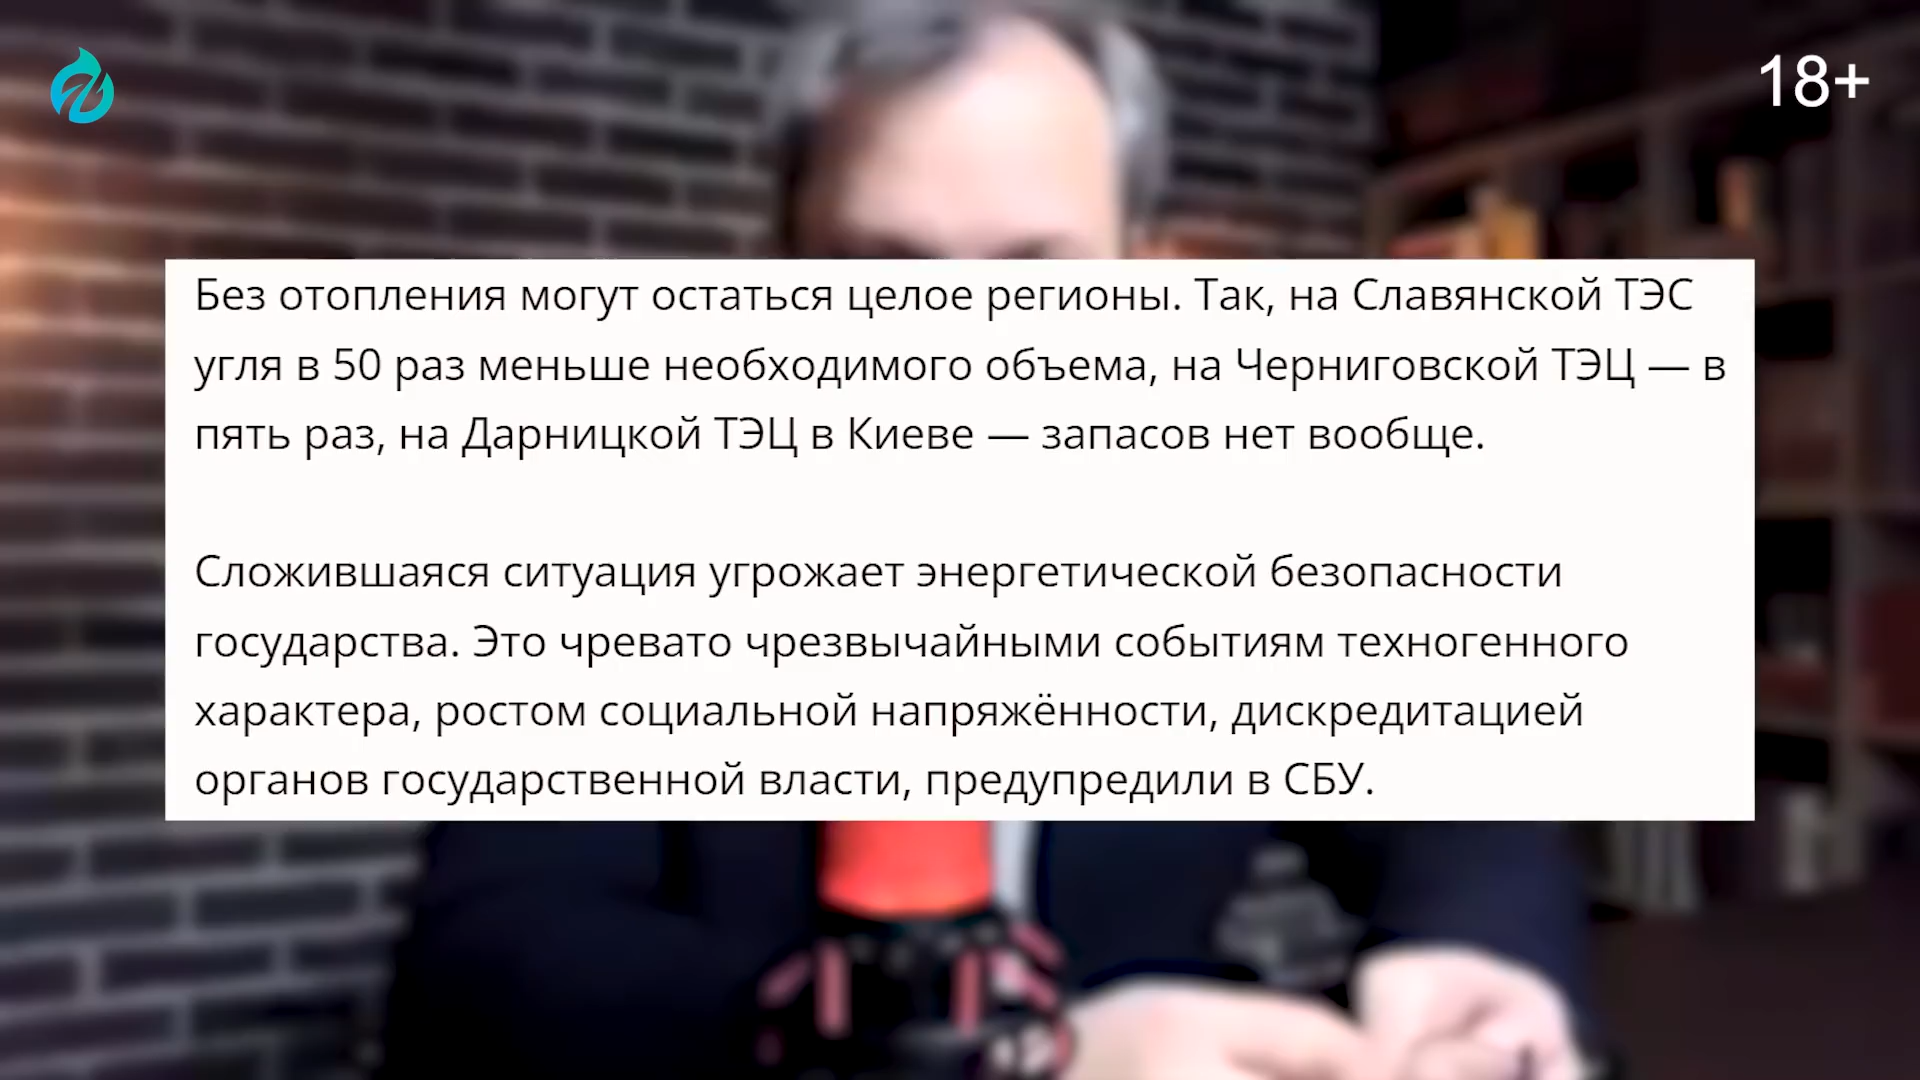 18+
Без отопления могут остаться целое регионы. Так, на Славянской ТЭС
угля в 50 раз меньше необходимого объема, на Черниговской ТЭЦ — в
пять раз, на Дарницкой ТЭЦ в Киеве — запасов нет вообще.
Сложившаяся ситуация угрожает энергетической безопасности
государства. Это чревато чрезвычайными событиям техногенного
характера, ростом социальной напряжённости, дискредитацией
органов государственной власти, предупредили в СБУ.